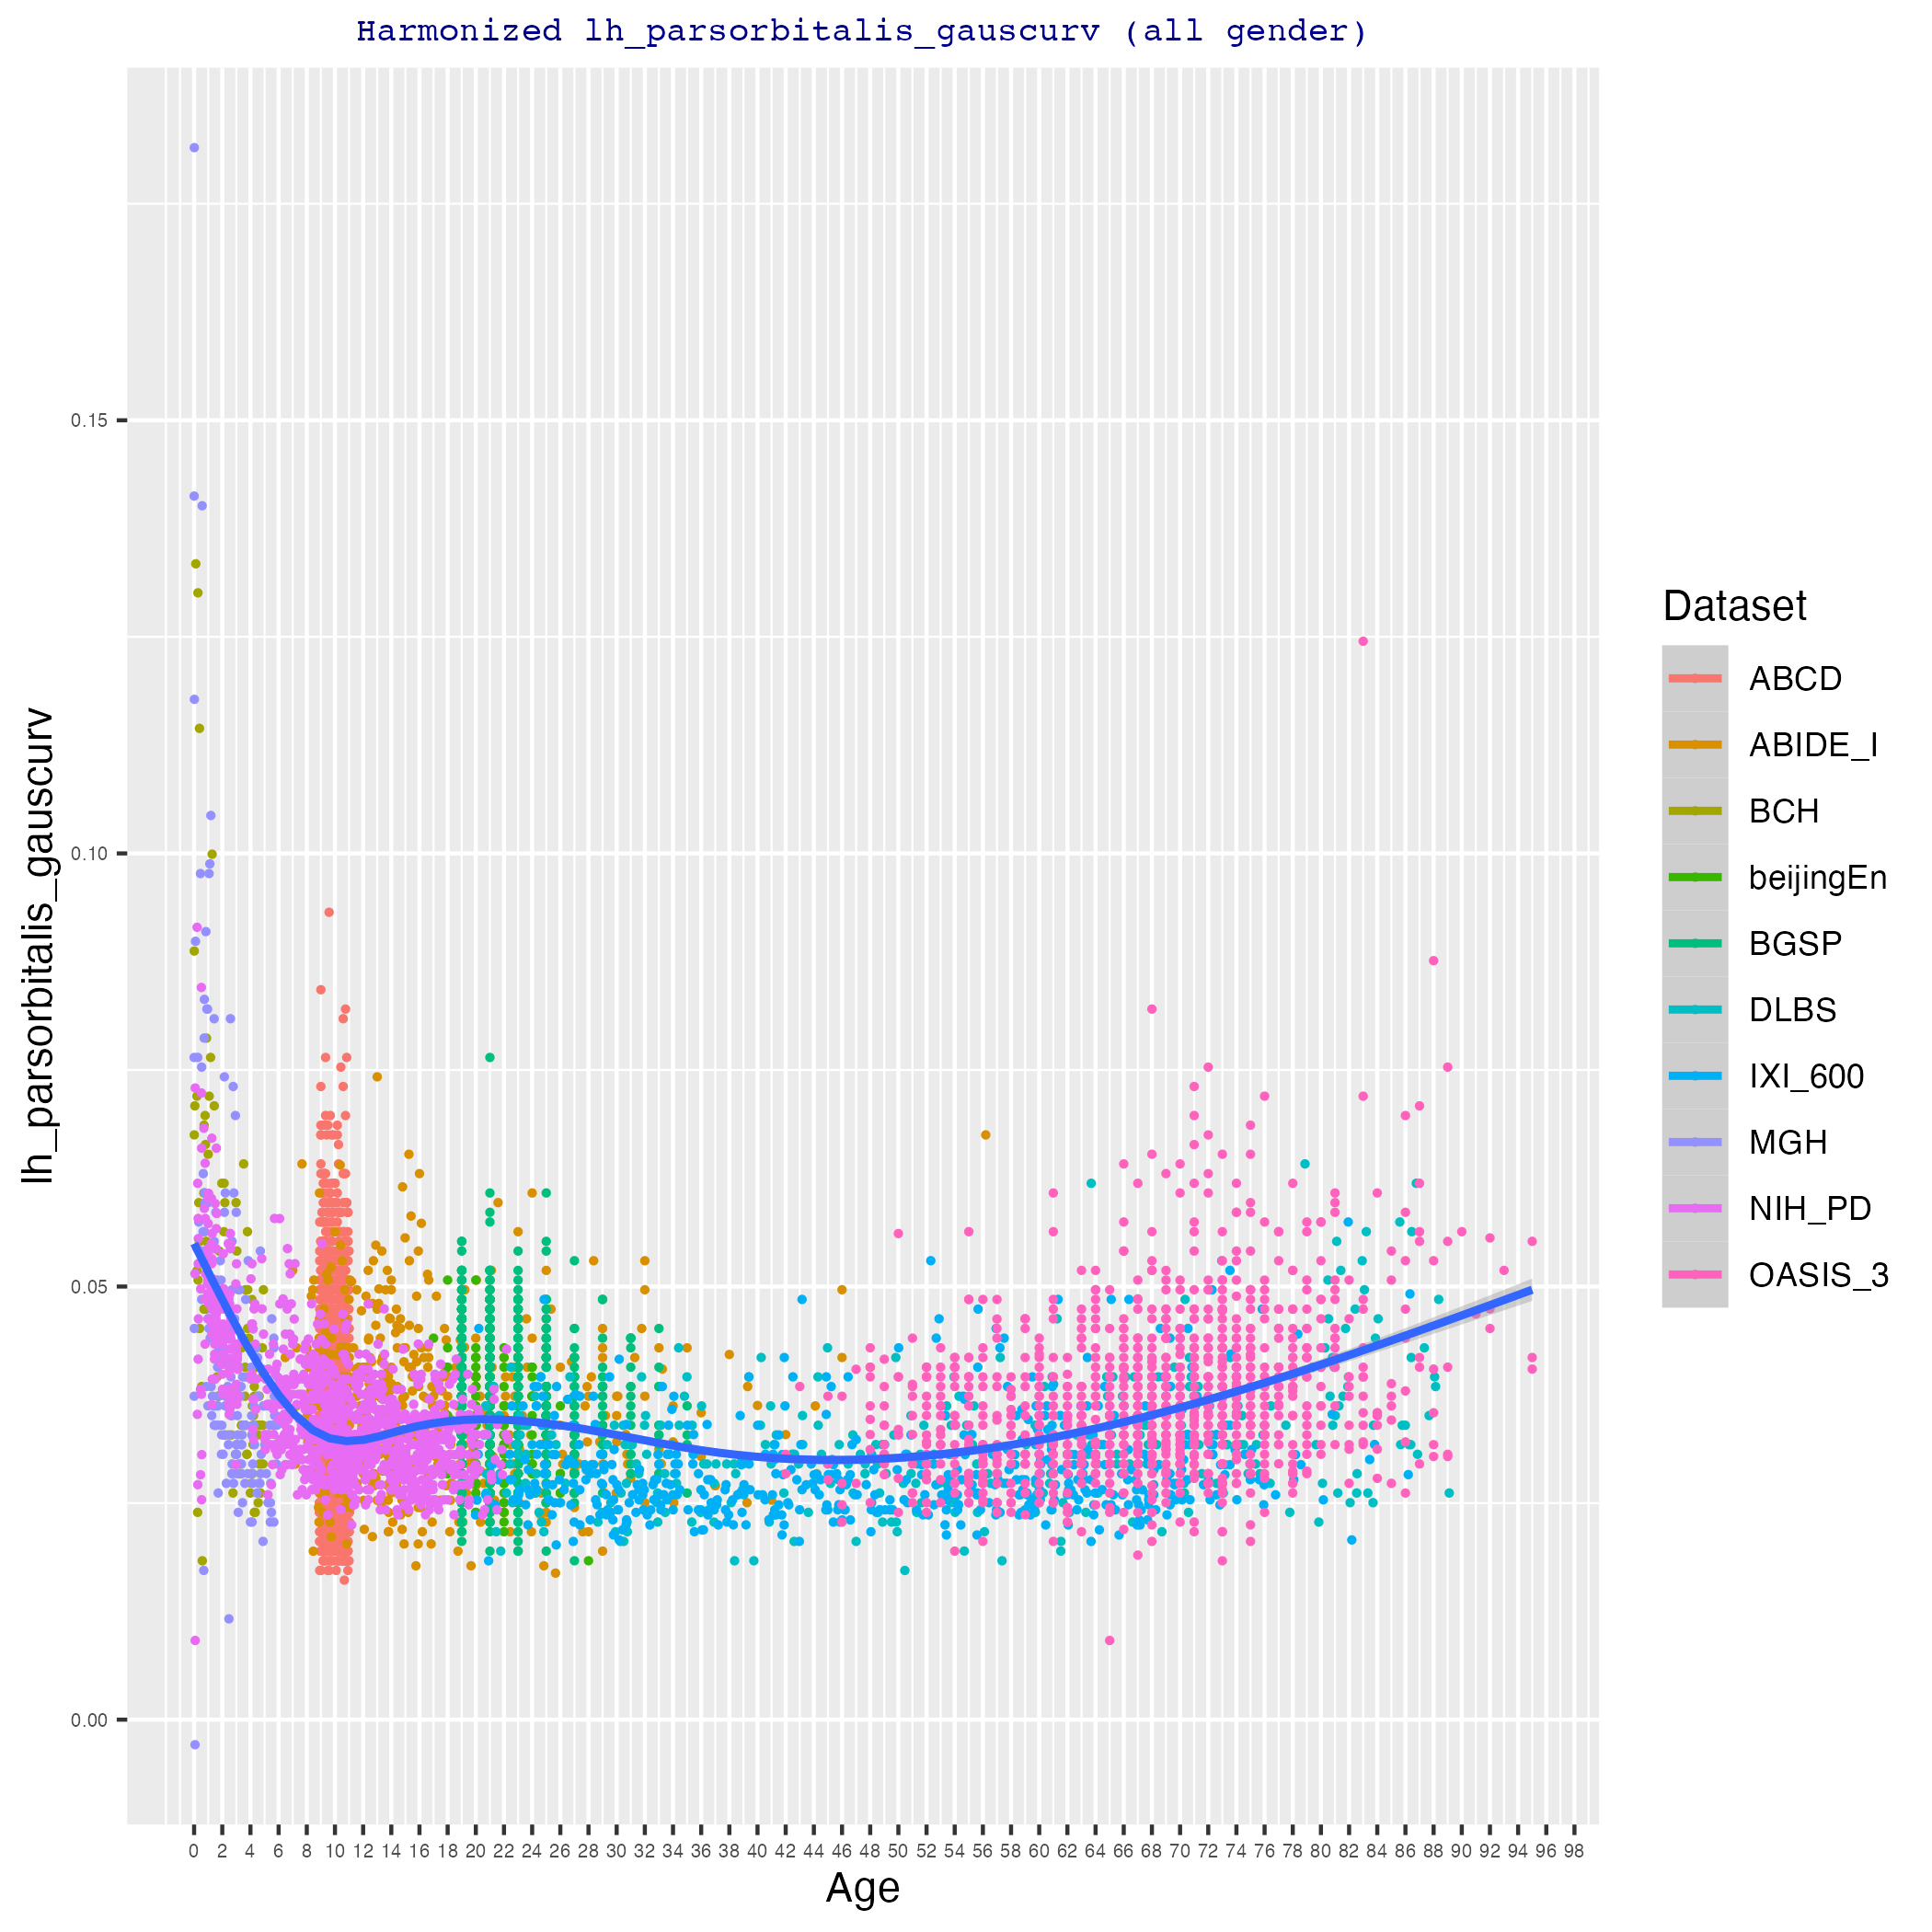 Harmonized lh_parsorbitalis_gauscurv (all gender)
lh_parsorbitalis_gauscurv
0.15
0.10
0.05
0.00
0 2 4 6 8 10 12 14 16 18 20 22 24 26 28 30 32 34 36 38 40 42 44 46 48 50 52 54 56 58 60 62 64 66 68 70 72 74 76 78 80 82 84 86 88 90 92 94 96 98
Age
Dataset
ABCD
ABIDE_I
BCH
beijingEn
BGSP
DLBS
IXI_600
MGH
NIH_PD
OASIS_3